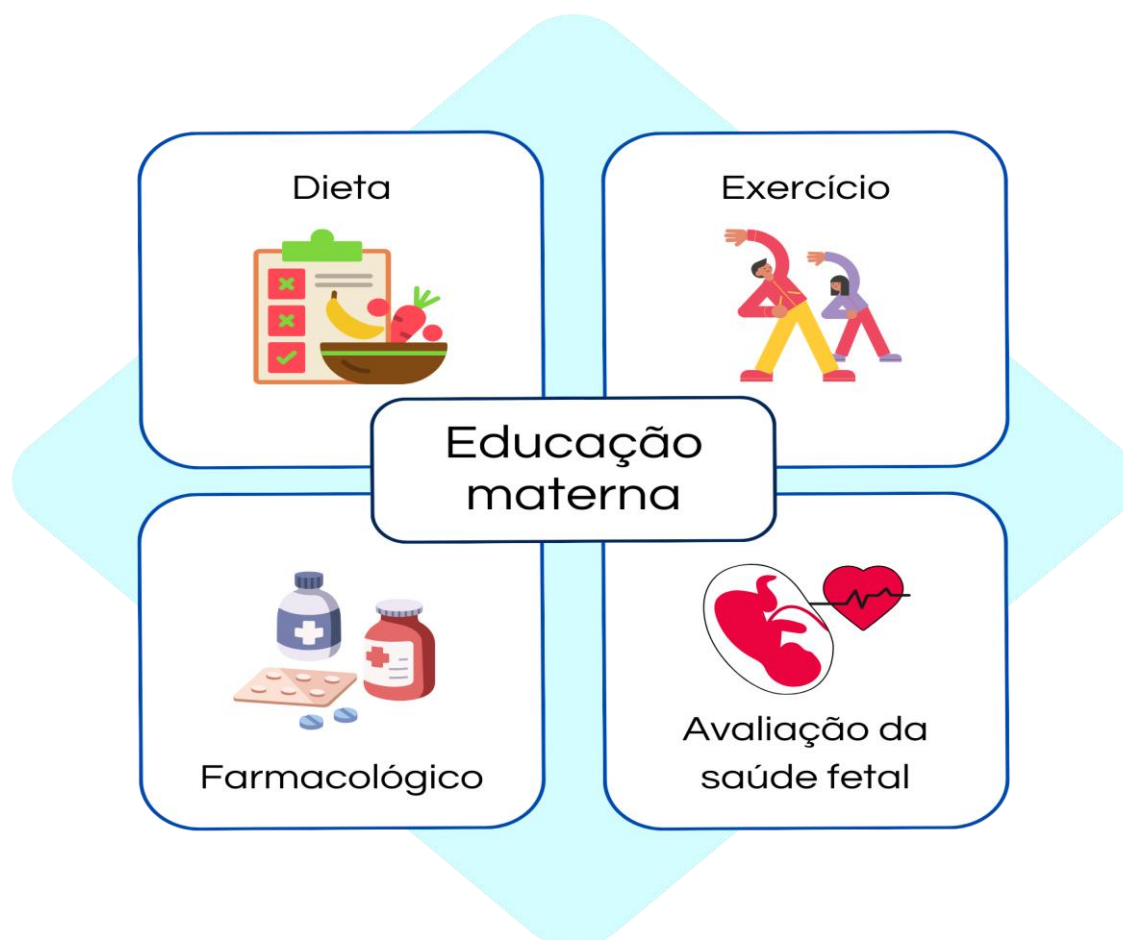 Dieta
Exercício
Educação
materna
Farmacológico
Avaliação da
saúde fetal